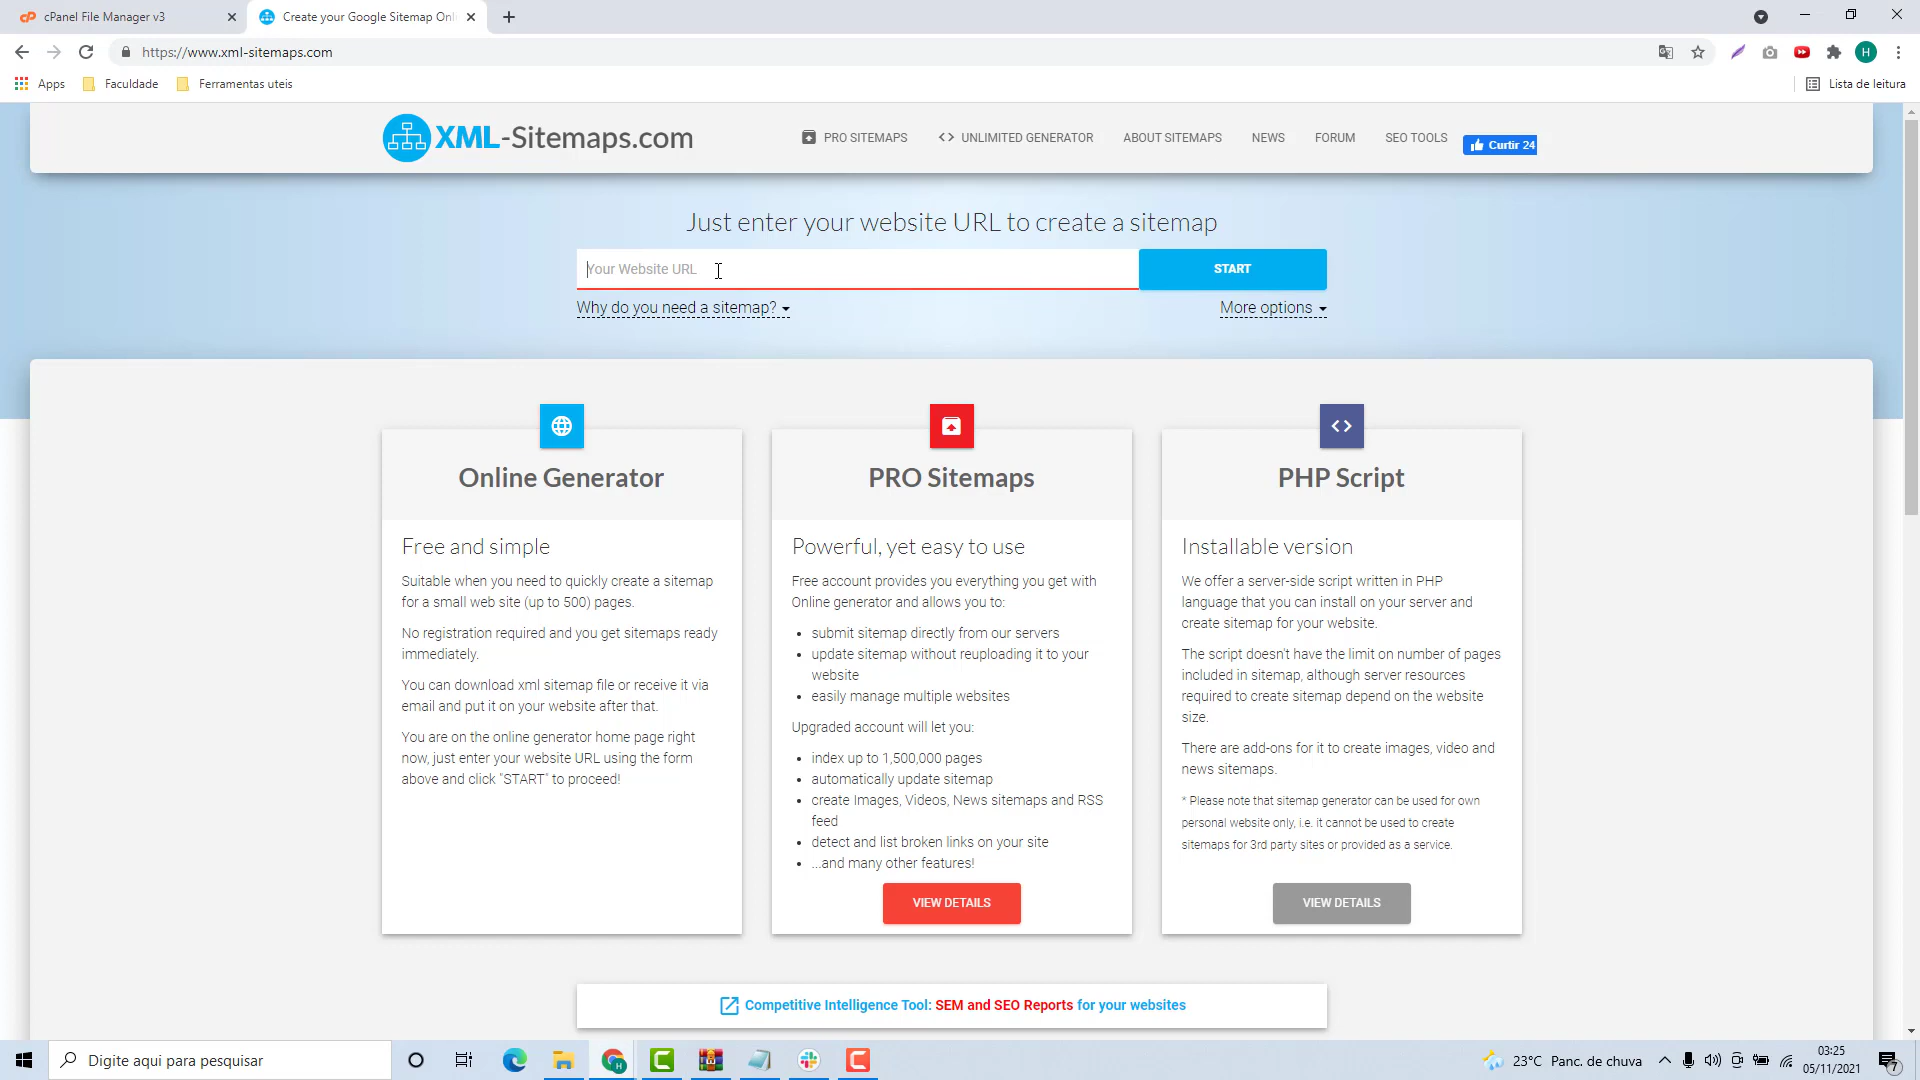 cPanel File Manager v3
Create your Google Sitemap Onli
https://www.xml-sitemaps.com
H
Apps
Faculdade
Ferramentas uteis
Lista de leitura
XML-Sitemaps.com
PRO SITEMAPS
UNLIMITED GENERATOR
ABOUT SITEMAPS
NEWS
FORUM
SEO TOOLS
Curtir 24
Just enter your website URL to create a sitemap
Your Website URL
START
Why do you need a sitemap?
More options
Online Generator
Free and simple
Suitable when you need to quickly create a sitemap
for a small web site (up to 500) pages.
No registration required and you get sitemaps ready
immediately.
You can download xml sitemap file or receive it via
email and put it on your website after that.
You are on the online generator home page right
now, just enter your website URL using the form
above and click "START" to proceed!
PRO Sitemaps
Powerful, yet easy to use
Free account provides you everything you get with
Online generator and allows you to:
• submit sitemap directly from our servers
• update sitemap without reuploading it to your
website
• easily manage multiple websites
Upgraded account will let you:
• index up to 1,500,000 pages
• automatically update sitemap
• create Images, Videos, News sitemaps and RSS
feed
• detect and list broken links on your site
• ...and many other features!
VIEW DETAILS
PHP Script
Installable version
We offer a server-side script written in PHP
language that you can install on your server and
create sitemap for your website.
The script doesn't have the limit on number of pages
included in sitemap, although server resources
required to create sitemap depend on the website
size.
There are add-ons for it to create images, video and
news sitemaps.
* Please note that sitemap generator can be used for own
personal website only, i.e. it cannot be used to create
sitemaps for 3rd party sites or provided as a service.
VIEW DETAILS
Competitive Intelligence Tool: SEM and SEO Reports for your websites
Digite aqui para pesquisar
23°C Panc. de chuva
03:25
05/11/2021
7